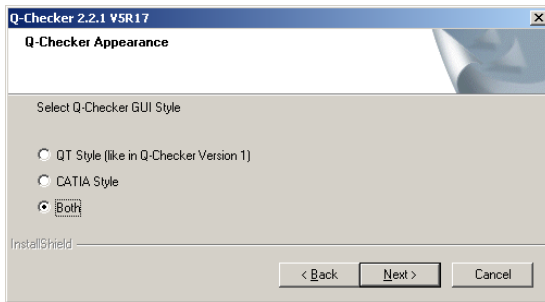 Q-Checker 2.2.1 V5R17
Q-Checker Appearance
Select Q-Checker GUI Style
QT Style (like in Q-Checker Version 1)
CATIA Style
Both
InstallShield
< Back Next > Cancel